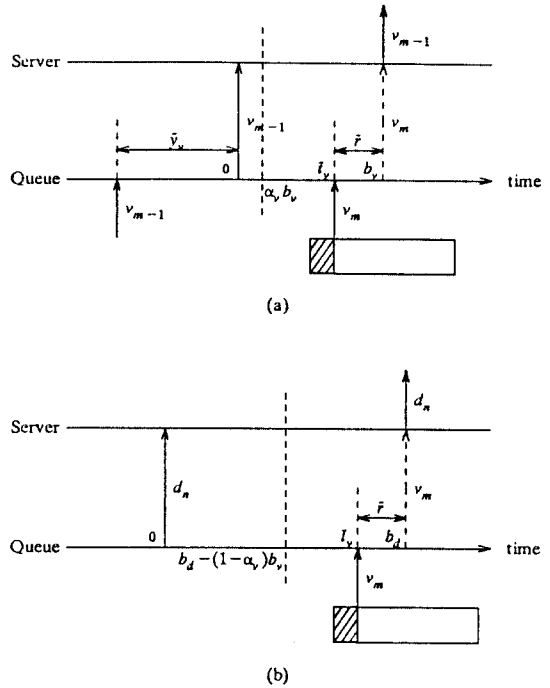 v_{m-1}
Server
ỹ_v
v_{m-1}
v_m
r̃
0
l̃_v
b_v
Queue
time
α_v b_v
v_{m-1}
v_m
(a)
d_n
Server
d_n
v_m
r̃
0
l̃_v
b_d
Queue
time
b_d-(1-α_v)b_v
v_m
(b)